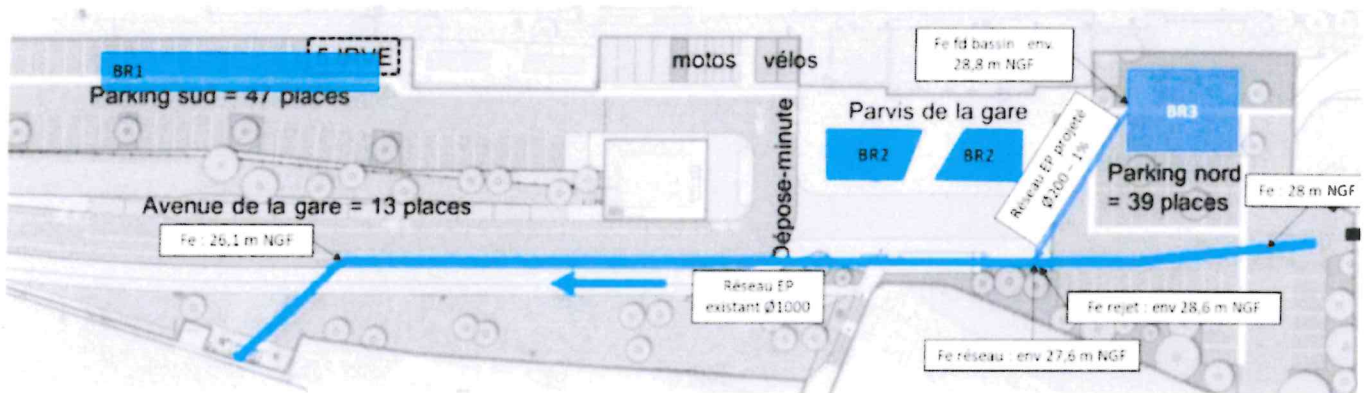 5 IRVE
BR1
Parking sud = 47 places
motos vélos
Fe fd bassin env.
28,8 m NGF
Parvis de la gare
BR3
BR2
BR2
Dépose-minute
Réseau EP projeté
Ø200 - 1%
Parking nord
= 39 places
Fe : 28 m NGF
Avenue de la gare = 13 places
Fe : 26,1 m NGF
Réseau EP
existant Ø1000
Fe rejet : env 28,6 m NGF
Fe réseau : env 27,6 m NGF